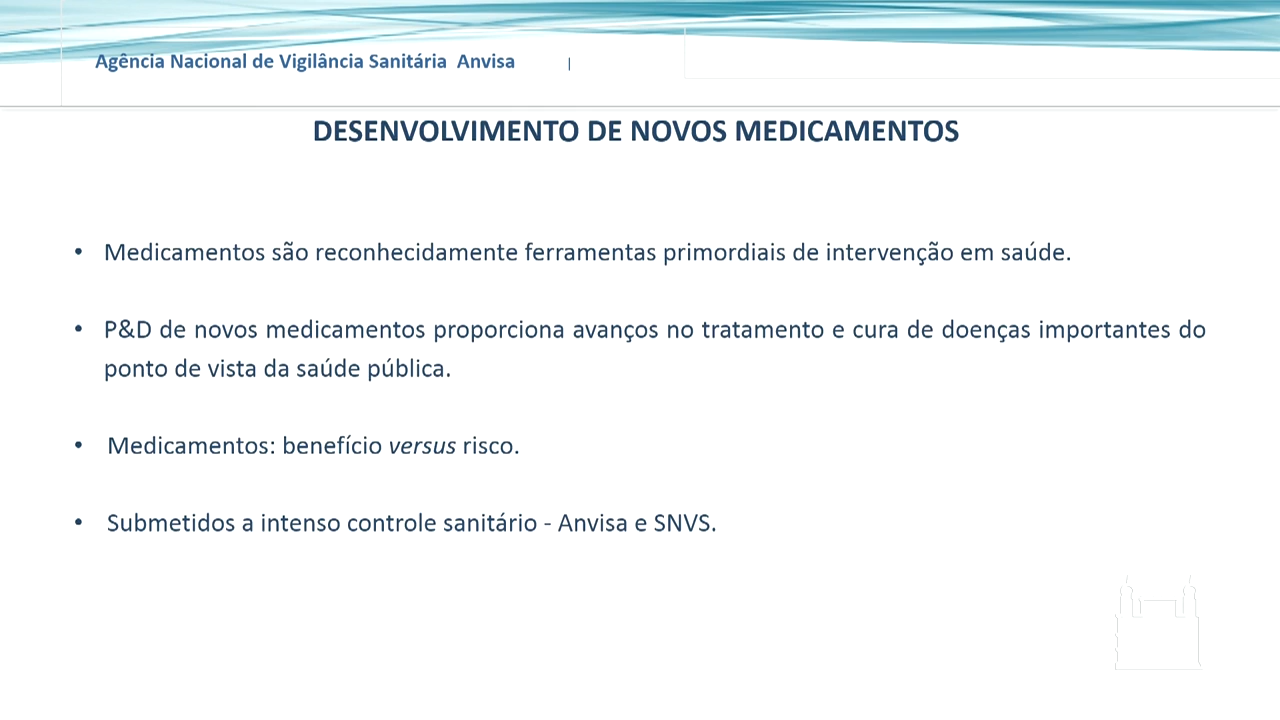 Agência Nacional de Vigilância Sanitária  Anvisa |
DESENVOLVIMENTO DE NOVOS MEDICAMENTOS
• Medicamentos são reconhecidamente ferramentas primordiais de intervenção em saúde.
• P&D de novos medicamentos proporciona avanços no tratamento e cura de doenças importantes do
ponto de vista da saúde pública.
• Medicamentos: benefício versus risco.
• Submetidos a intenso controle sanitário - Anvisa e SNVS.